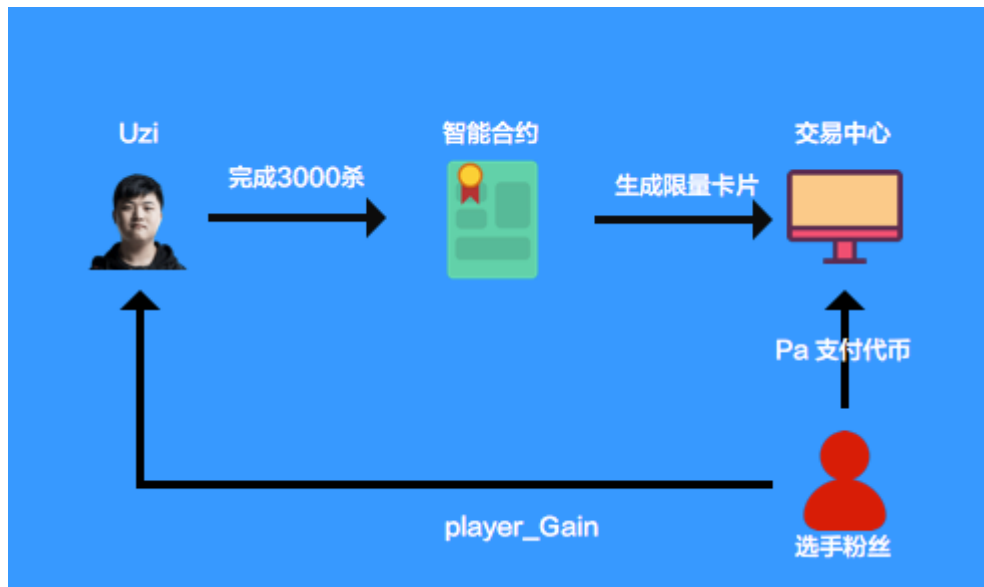 Uzi
智能合约
交易中心
完成3000杀
生成限量卡片
Pa 支付代币
player_Gain
选手粉丝